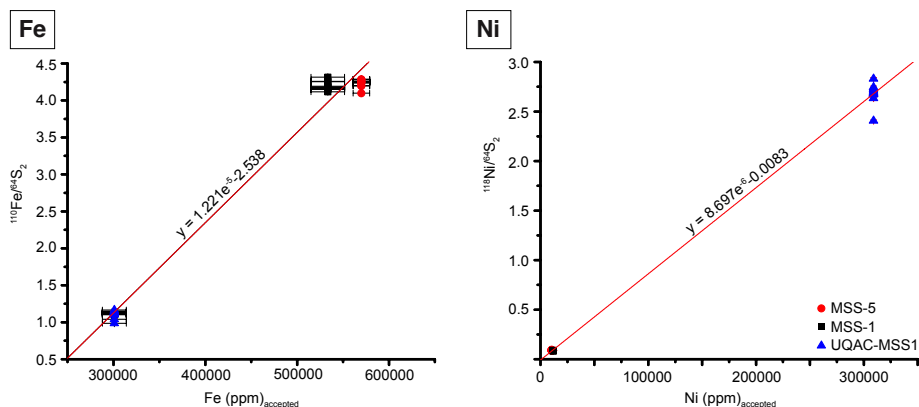 Fe
4.5
4.0
3.5
3.0
2.5
2.0
1.5
1.0
0.5
¹¹⁰Fe/⁶⁴S₂
y = 1.221e⁻⁵-2.538
300000 400000 500000 600000
Fe (ppm)accepted
Ni
3.0
2.5
2.0
1.5
1.0
0.5
¹¹⁸Ni/⁶⁴S₂
y = 8.697e⁻⁶-0.0083
MSS-5
MSS-1
UQAC-MSS1
0 100000 200000 300000
Ni (ppm)accepted